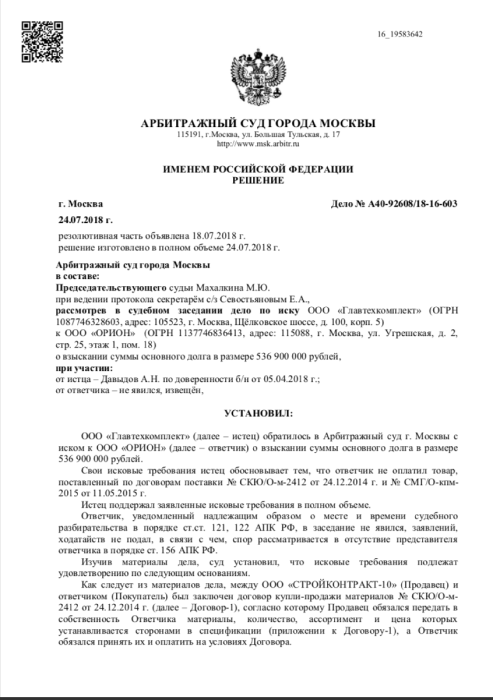 16_19583642
АРБИТРАЖНЫЙ СУД ГОРОДА МОСКВЫ
115191, г.Москва, ул. Большая Тульская, д. 17
http://www.msk.arbitr.ru
ИМЕНЕМ РОССИЙСКОЙ ФЕДЕРАЦИИ
РЕШЕНИЕ
г. Москва Дело № А40-92608/18-16-603
24.07.2018 г.
резолютивная часть объявлена 18.07.2018 г.
решение изготовлено в полном объеме 24.07.2018 г.
Арбитражный суд города Москвы
в составе:
Председательствующего судьи Махалкина М.Ю.
при ведении протокола секретарём с/з Севостьяновым Е.А.,
рассмотрев в судебном заседании дело по иску ООО «Главтехкомплект» (ОГРН
1087746328603, адрес: 105523, г. Москва, Щёлковское шоссе, д. 100, корп. 5)
к ООО «ОРИОН» (ОГРН 1137746836413, адрес: 115088, г. Москва, ул. Угрешская, д. 2,
стр. 25, этаж 1, пом. 18)
о взыскании суммы основного долга в размере 536 900 000 рублей,
при участии:
от истца – Давыдов А.Н. по доверенности б/н от 05.04.2018 г.;
от ответчика – не явился, извещён,
УСТАНОВИЛ:
ООО «Главтехкомплект» (далее – истец) обратилось в Арбитражный суд г. Москвы с
иском к ООО «ОРИОН» (далее – ответчик) о взыскании суммы основного долга в размере
536 900 000 рублей.
Свои исковые требования истец обосновывает тем, что ответчик не оплатил товар,
поставленный по договорам поставки № СКЮ/О-м-2412 от 24.12.2014 г. и № СМГ/О-кпм-
2015 от 11.05.2015 г.
Истец поддержал заявленные исковые требования в полном объеме.
Ответчик, уведомленный надлежащим образом о месте и времени судебного
разбирательства в порядке ст.ст. 121, 122 АПК РФ, в заседание не явился, заявлений,
ходатайств не подал, в связи с чем, спор рассматривается в отсутствие представителя
ответчика в порядке ст. 156 АПК РФ.
Изучив материалы дела, суд установил, что исковые требования подлежат
удовлетворению по следующим основаниям.
Как следует из материалов дела, между ООО «СТРОЙКОНТРАКТ-10» (Продавец) и
ответчиком (Покупатель) был заключен договор купли-продажи материалов № СКЮ/О-м-
2412 от 24.12.2014 г. (далее – Договор-1), согласно которому Продавец обязался передать в
собственность Ответчика материалы, количество, ассортимент и цена которых
устанавливается сторонами в спецификации (приложении к Договору-1), а Ответчик
обязался принять их и оплатить на условиях Договора.